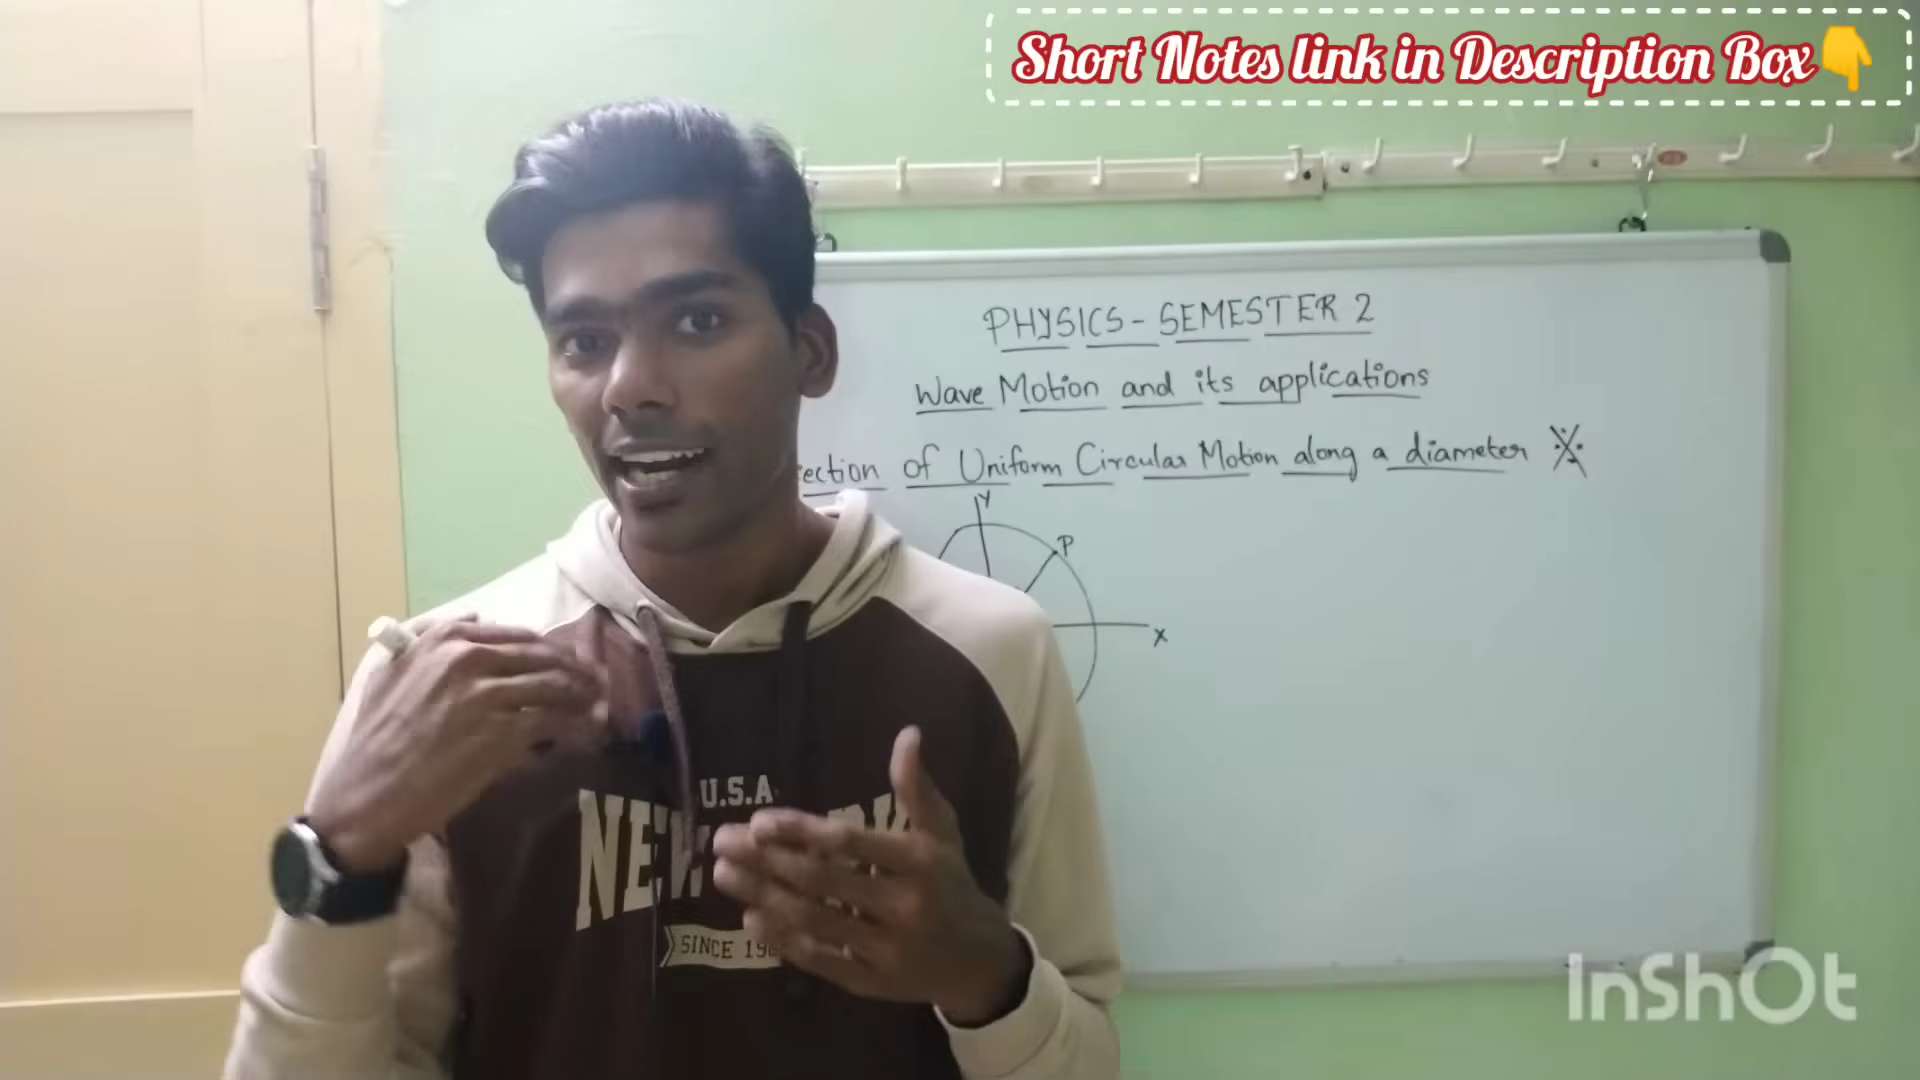 Short Notes link in Description Box👇
PHYSICS - SEMESTER 2
Wave Motion and its applications
ection of Uniform Circular Motion along a diameter
Y
P
X
U.S.A
NEW
SINCE 19
InShOt